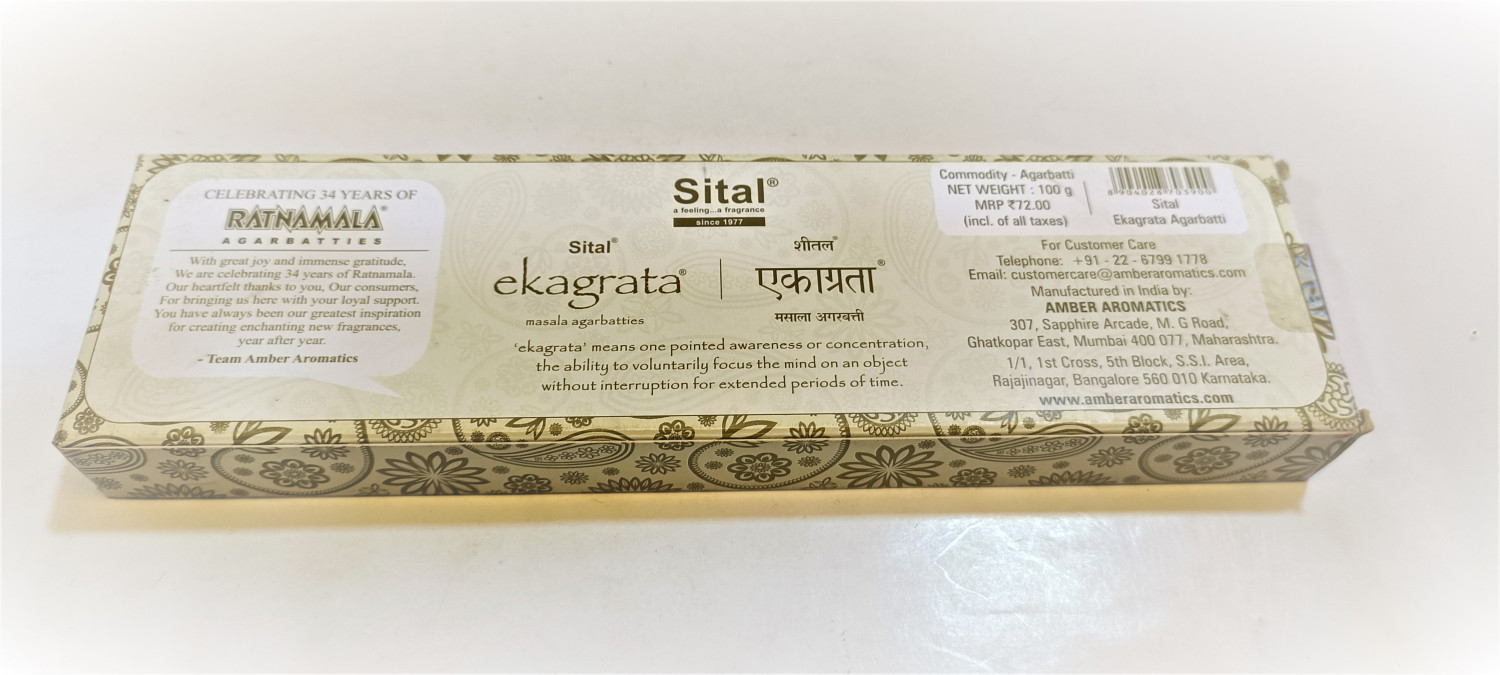 CELEBRATING 34 YEARS OF
RATNAMALA®
AGARBATTIES
With great joy and immense gratitude,
We are celebrating 34 years of Ratnamala.
Our heartfelt thanks to you, Our consumers,
For bringing us here with your loyal support.
You have always been our greatest inspiration
for creating enchanting new fragrances,
year after year.
- Team Amber Aromatics
Sital®
a feeling...a fragrance
since 1977
Sital®
ekagrata®
masala agarbatties
शीतल®
एकाग्रता®
मसाला अगरबत्ती
'ekagrata' means one pointed awareness or concentration,
the ability to voluntarily focus the mind on an object
without interruption for extended periods of time.
Commodity - Agarbatti
NET WEIGHT : 100 g
MRP ₹72.00
(incl. of all taxes)
Sital
Ekagrata Agarbatti
For Customer Care
Telephone: +91 - 22 - 6799 1778
Email: customercare@amberaromatics.com
Manufactured in India by:
AMBER AROMATICS
307, Sapphire Arcade, M. G Road,
Ghatkopar East, Mumbai 400 077, Maharashtra.
1/1, 1st Cross, 5th Block, S.S.I. Area,
Rajajinagar, Bangalore 560 010 Karnataka.
www.amberaromatics.com